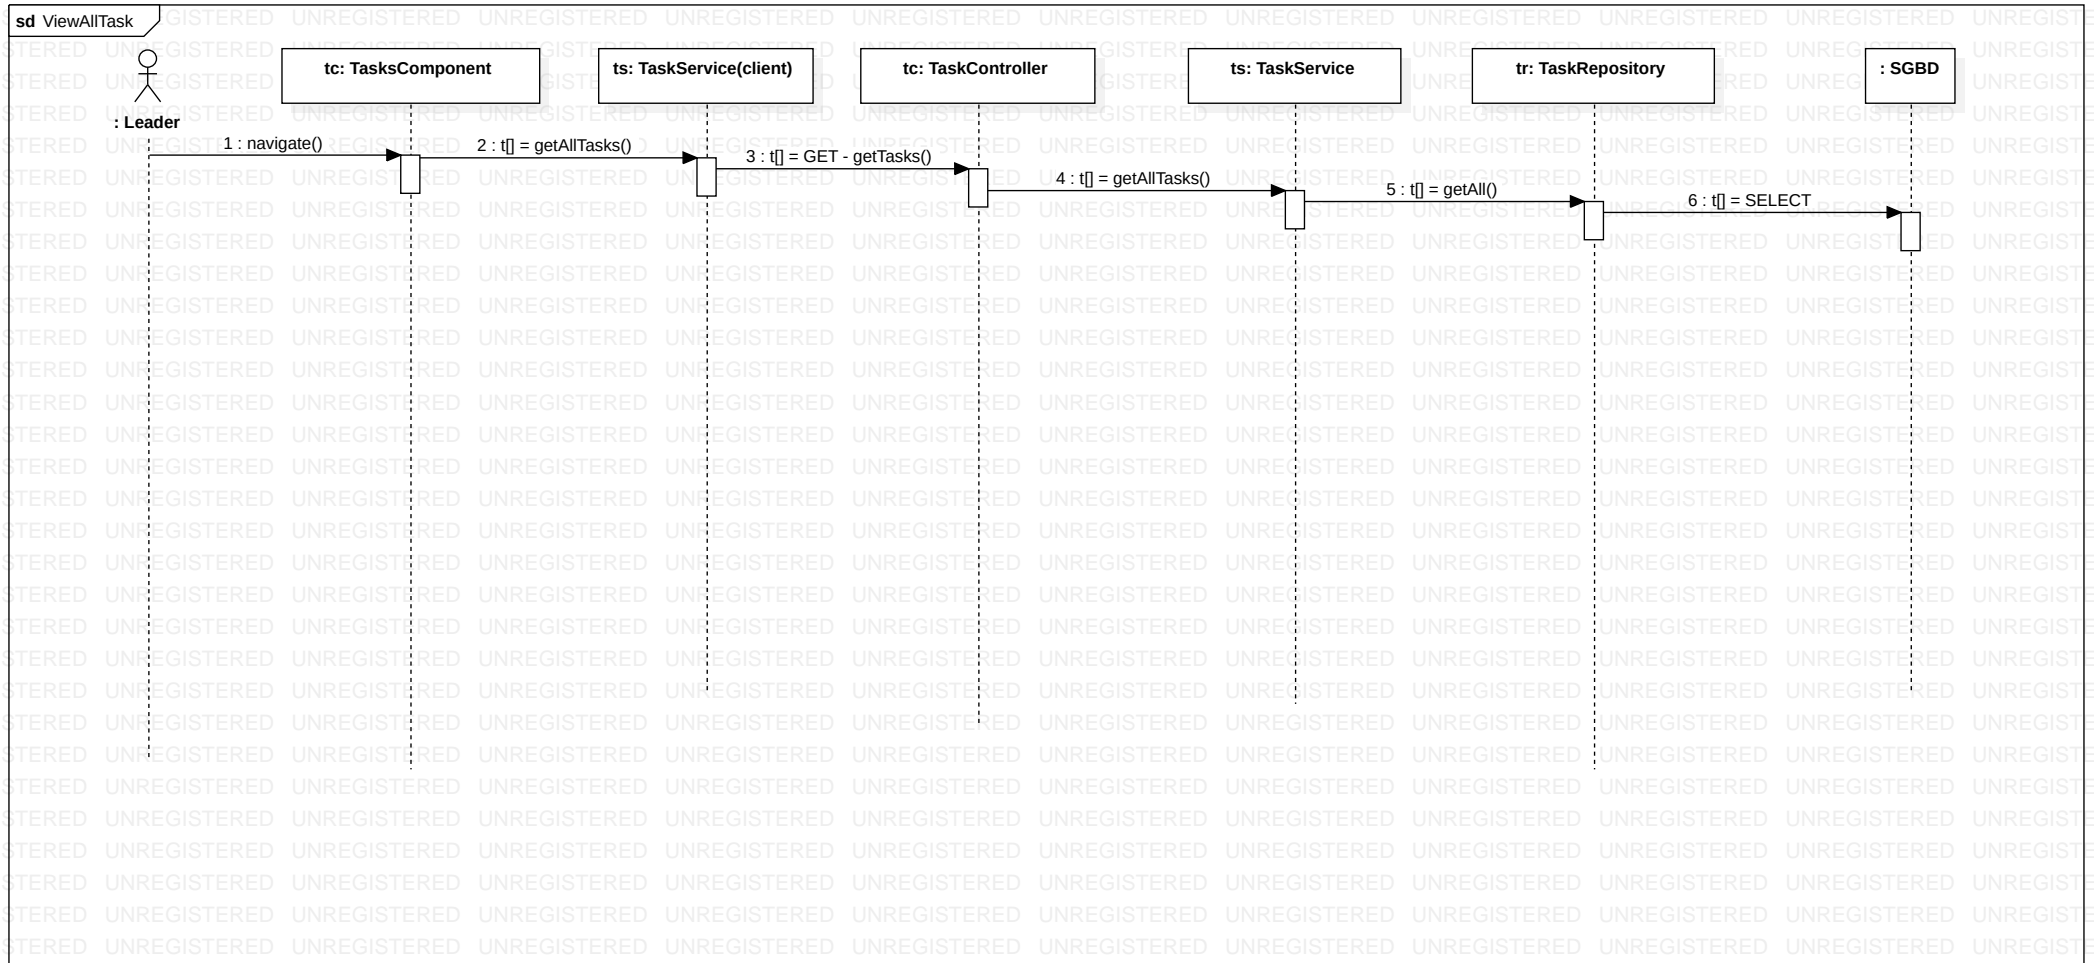 sd ViewAllTask
tc: TasksComponent
ts: TaskService(client)
tc: TaskController
ts: TaskService
tr: TaskRepository
: SGBD
: Leader
1 : navigate()
2 : t[] = getAllTasks()
3 : t[] = GET - getTasks()
4 : t[] = getAllTasks()
5 : t[] = getAll()
6 : t[] = SELECT
UNREGISTERED